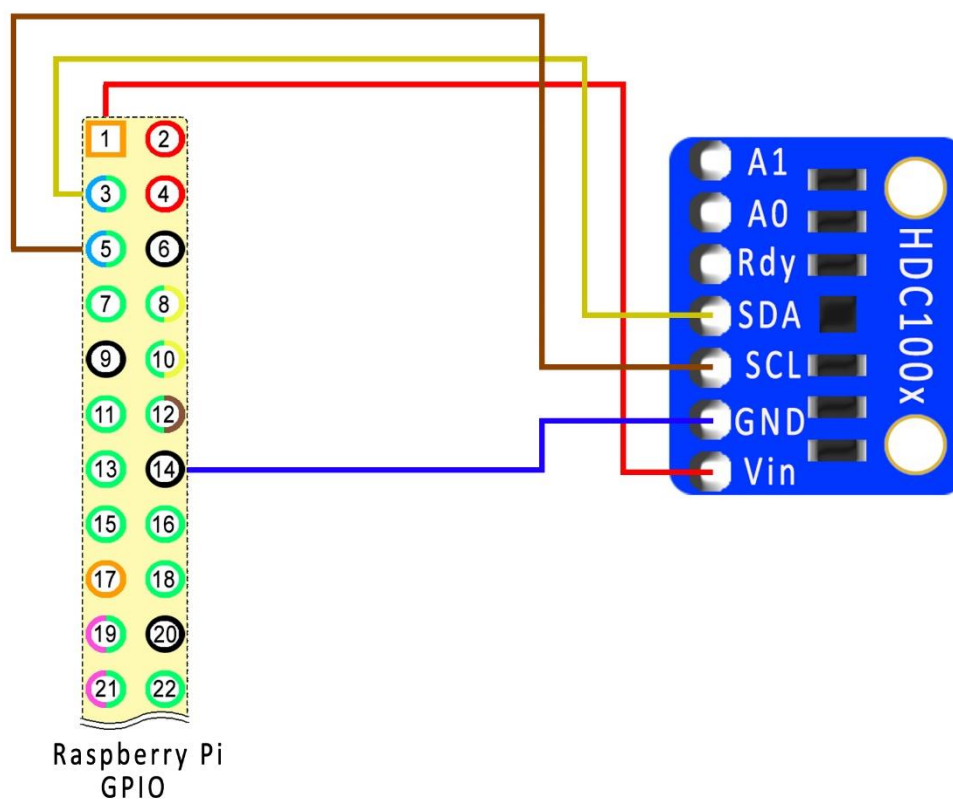 1 2
3 4
5 6
7 8
9 10
11 12
13 14
15 16
17 18
19 20
21 22
Raspberry Pi
GPIO
A1
A0
Rdy
SDA
SCL
GND
Vin
HDC100x